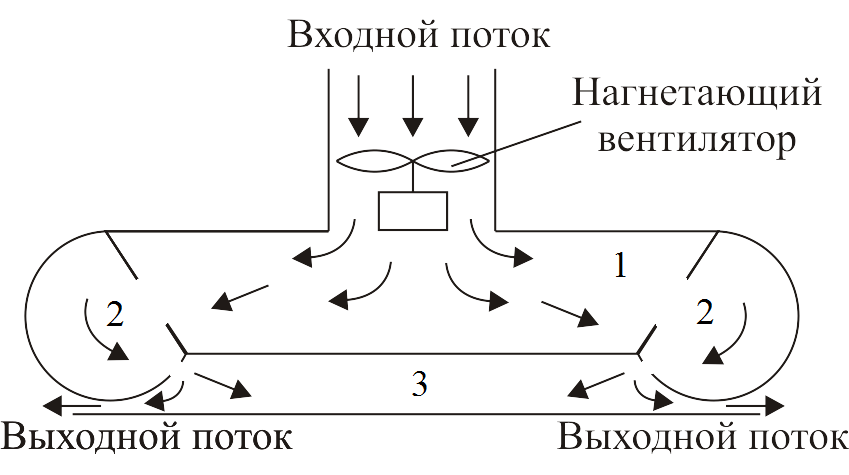 Входной поток
Нагнетающий
вентилятор
1
2
2
3
Выходной поток
Выходной поток